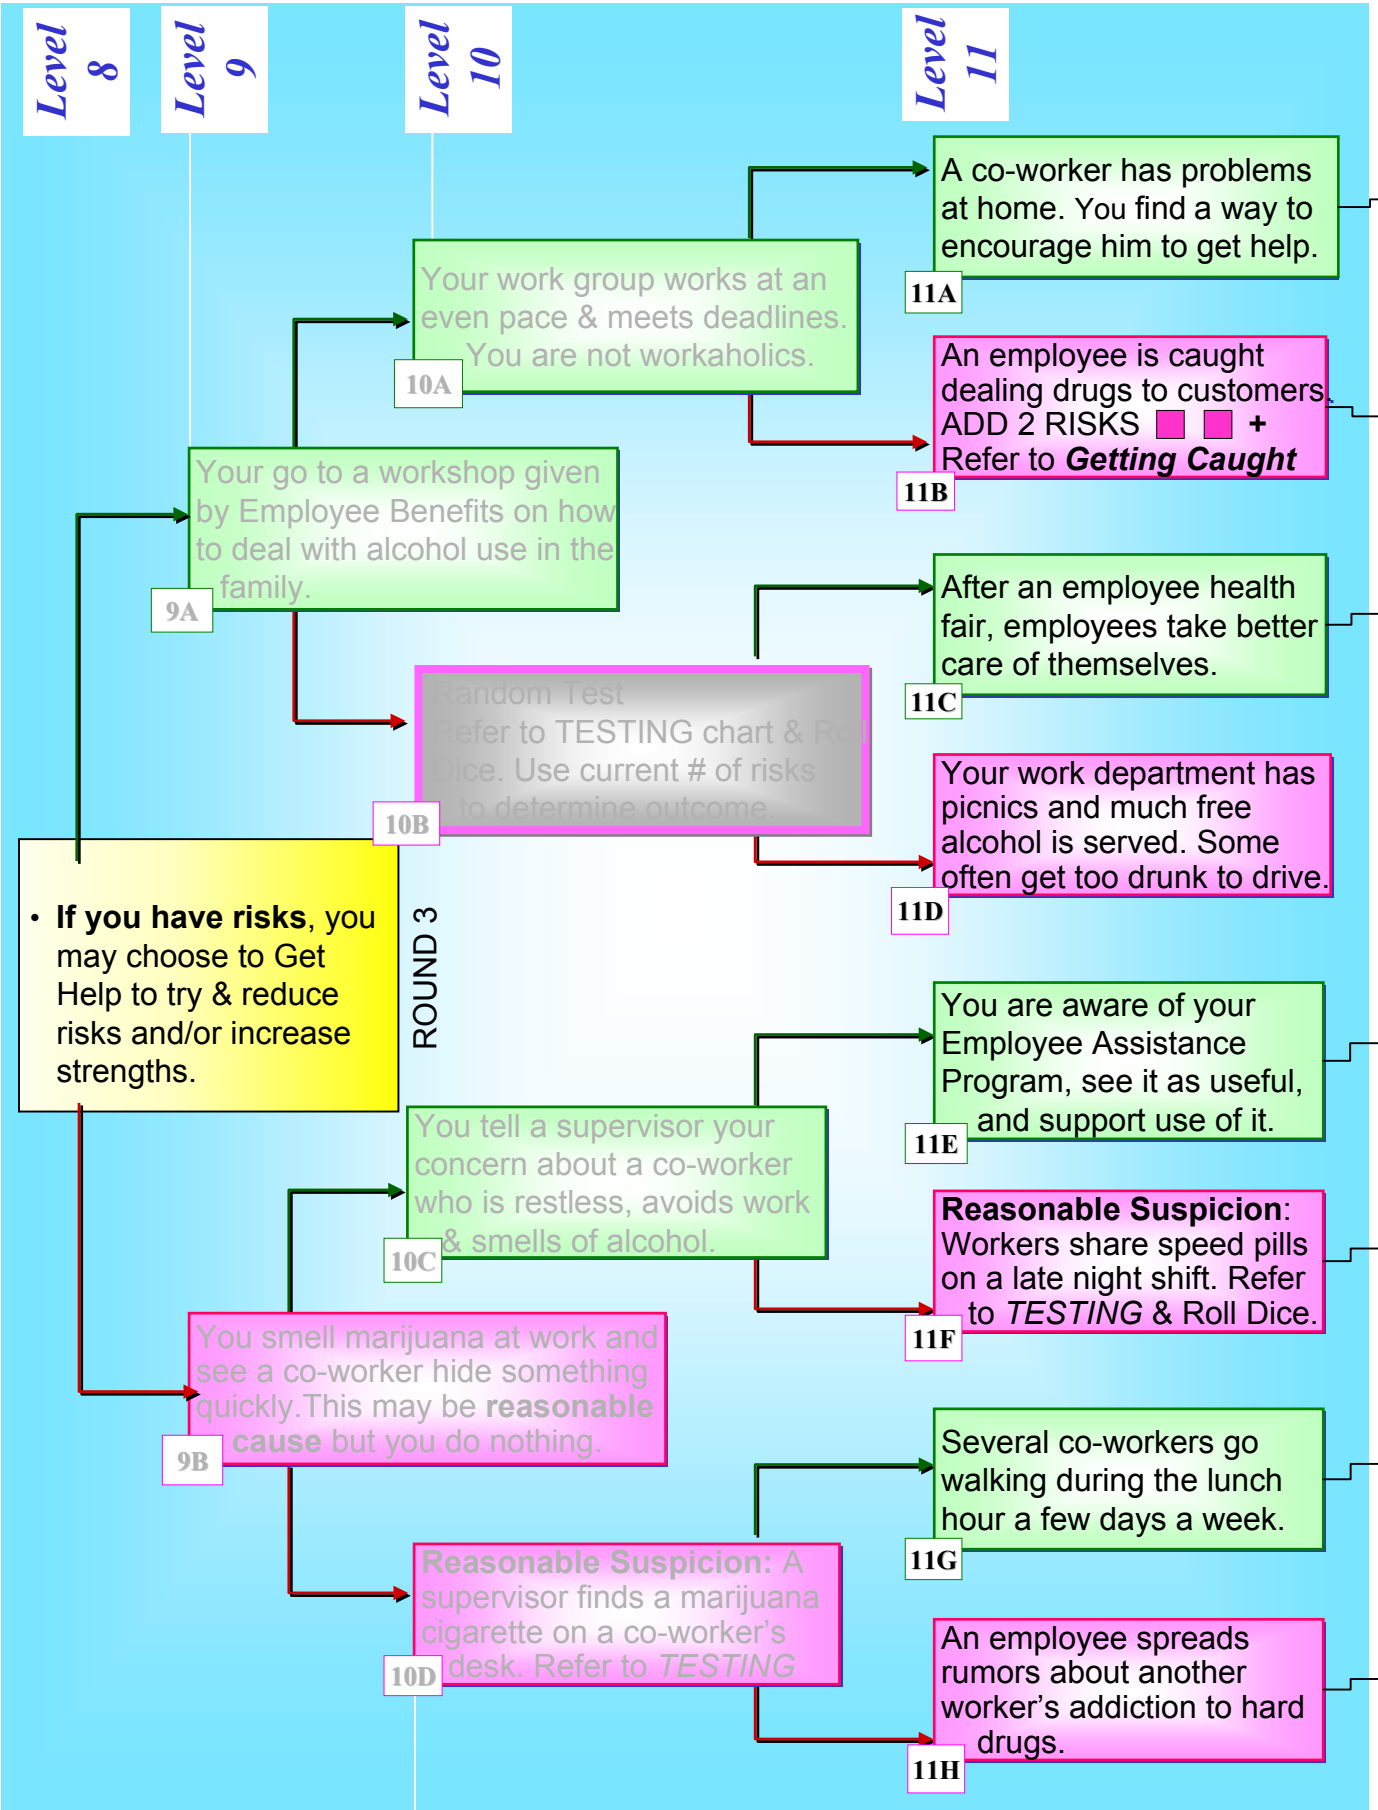 Level
8
Level
9
Level
10
Level
11
A co-worker has problems
at home. You find a way to
encourage him to get help.
11A
Your work group works at an
even pace & meets deadlines.
You are not workaholics.
10A
An employee is caught
dealing drugs to customers.
ADD 2 RISKS +
Refer to Getting Caught
11B
Your go to a workshop given
by Employee Benefits on how
to deal with alcohol use in the
family.
9A
After an employee health
fair, employees take better
care of themselves.
11C
Random Test
Refer to TESTING chart & Roll
Dice. Use current # of risks
to determine outcome.
10B
Your work department has
picnics and much free
alcohol is served. Some
often get too drunk to drive.
11D
• If you have risks, you
may choose to Get
Help to try & reduce
risks and/or increase
strengths.
ROUND 3
You are aware of your
Employee Assistance
Program, see it as useful,
and support use of it.
11E
You tell a supervisor your
concern about a co-worker
who is restless, avoids work
& smells of alcohol.
10C
Reasonable Suspicion:
Workers share speed pills
on a late night shift. Refer
to TESTING & Roll Dice.
11F
You smell marijuana at work and
see a co-worker hide something
quickly.This may be reasonable
cause but you do nothing.
9B
Several co-workers go
walking during the lunch
hour a few days a week.
11G
Reasonable Suspicion: A
supervisor finds a marijuana
cigarette on a co-worker's
desk. Refer to TESTING
10D
An employee spreads
rumors about another
worker's addiction to hard
drugs.
11H